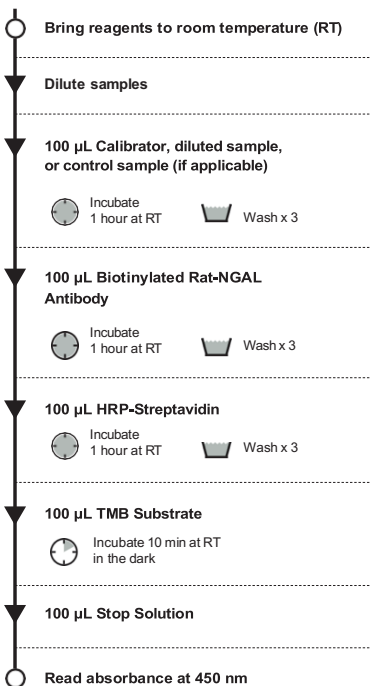 Bring reagents to room temperature (RT)
Dilute samples
100 µL Calibrator, diluted sample,
or control sample (if applicable)
Incubate
1 hour at RT
Wash x 3
100 µL Biotinylated Rat-NGAL
Antibody
Incubate
1 hour at RT
Wash x 3
100 µL HRP-Streptavidin
Incubate
1 hour at RT
Wash x 3
100 µL TMB Substrate
Incubate 10 min at RT
in the dark
100 µL Stop Solution
Read absorbance at 450 nm